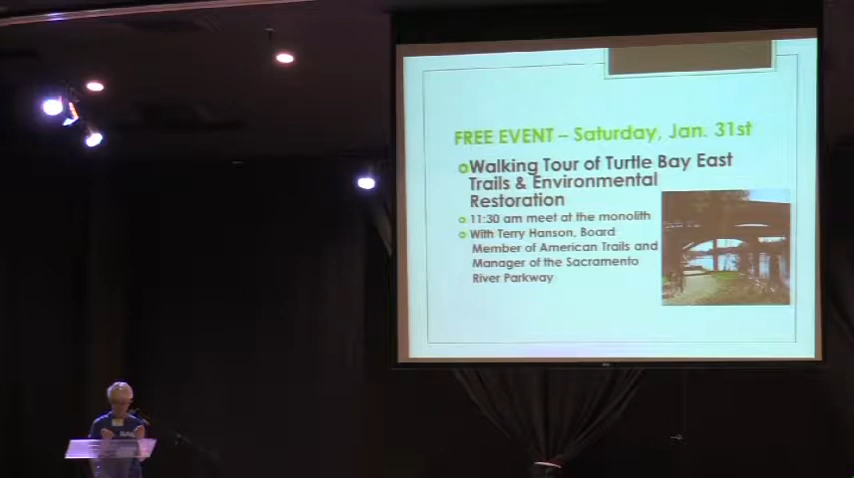 FREE EVENT – Saturday, Jan. 31st
Walking Tour of Turtle Bay East
Trails & Environmental
Restoration
11:30 am meet at the monolith
With Terry Hanson, Board
Member of American Trails and
Manager of the Sacramento
River Parkway